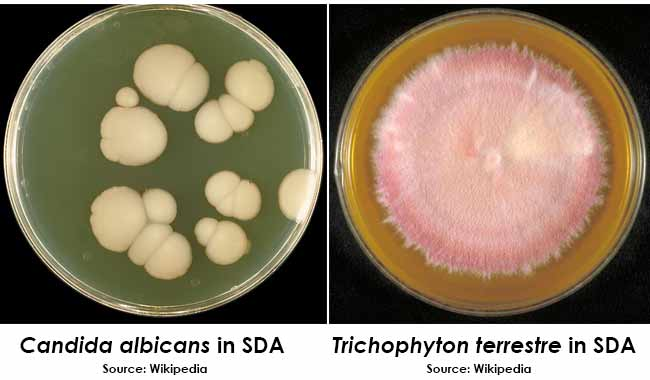 Candida albicans in SDA
Source: Wikipedia
Trichophyton terrestre in SDA
Source: Wikipedia